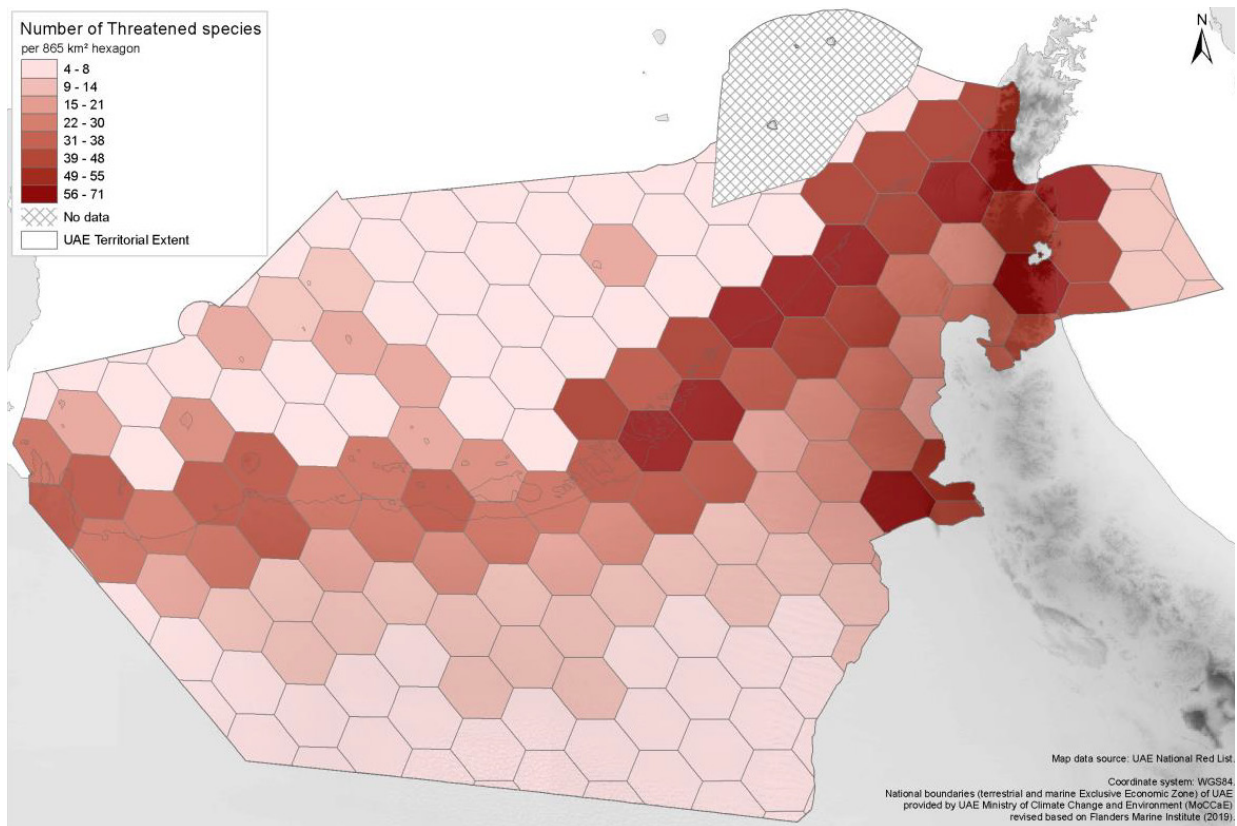 Number of Threatened species
per 865 km² hexagon
4 - 8
9 - 14
15 - 21
22 - 30
31 - 38
39 - 48
49 - 55
56 - 71
No data
UAE Territorial Extent
N
Map data source: UAE National Red List.
Coordinate system: WGS84.
National boundaries (terrestrial and marine Exclusive Economic Zone) of UAE
provided by UAE Ministry of Climate Change and Environment (MoCCaE)
revised based on Flanders Marine Institute (2019).